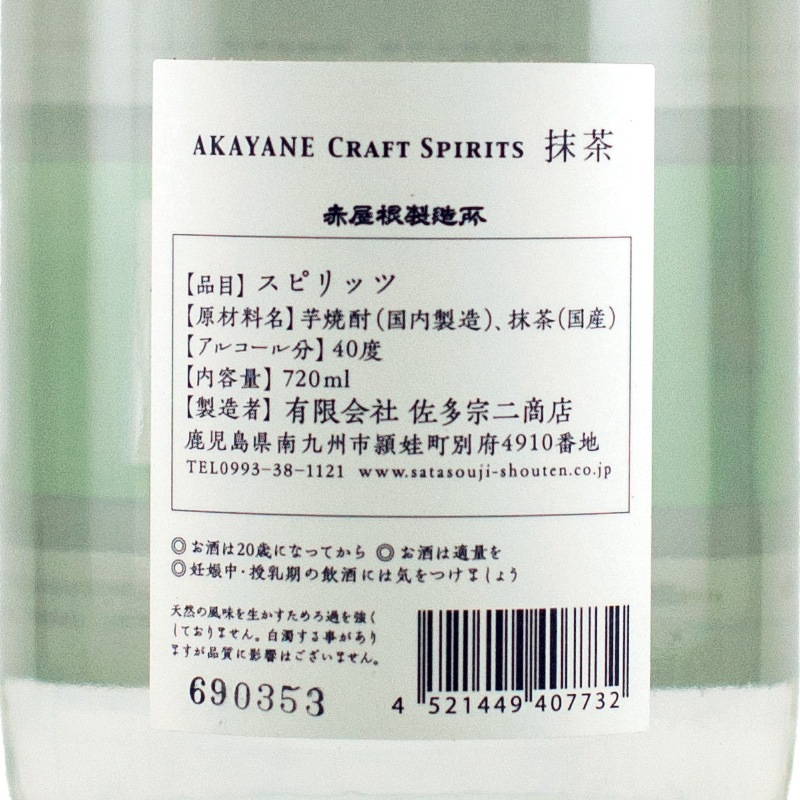 AKAYANE CRAFT SPIRITS 抹茶
赤屋根製造所
【品目】スピリッツ
【原材料名】芋焼酎(国内製造)、抹茶(国産)
【アルコール分】40度
【内容量】720ml
【製造者】有限会社 佐多宗二商店
鹿児島県南九州市頴娃町別府4910番地
TEL0993-38-1121 www.satasouji-shouten.co.jp
◎お酒は20歳になってから ◎お酒は適量を
◎妊娠中・授乳期の飲酒には気をつけましょう
天然の風味を生かすためろ過を強く
しておりません。白濁する事があり
ますが品質に影響はございません。
690353
4 521449 407732